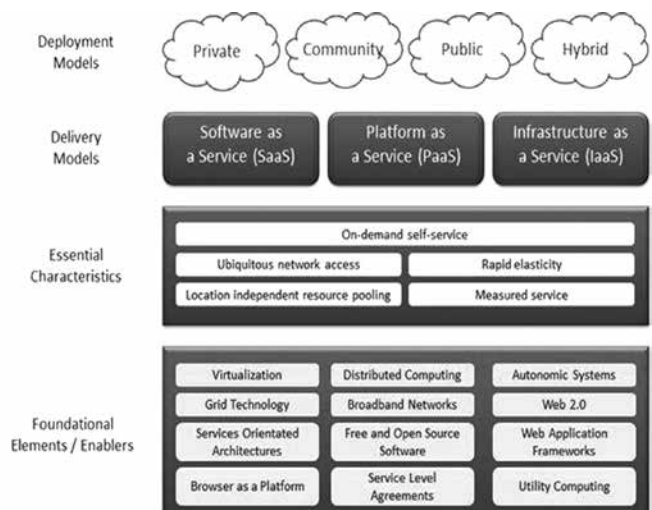 Deployment
Models
Private
Community
Public
Hybrid
Delivery
Models
Software as
a Service (SaaS)
Platform as
a Service (PaaS)
Infrastructure as
a Service (IaaS)
Essential
Characteristics
On-demand self-service
Ubiquitous network access
Rapid elasticity
Location independent resource pooling
Measured service
Foundational
Elements / Enablers
Virtualization
Distributed Computing
Autonomic Systems
Grid Technology
Broadband Networks
Web 2.0
Services Orientated
Architectures
Free and Open Source
Software
Web Application
Frameworks
Browser as a Platform
Service Level
Agreements
Utility Computing